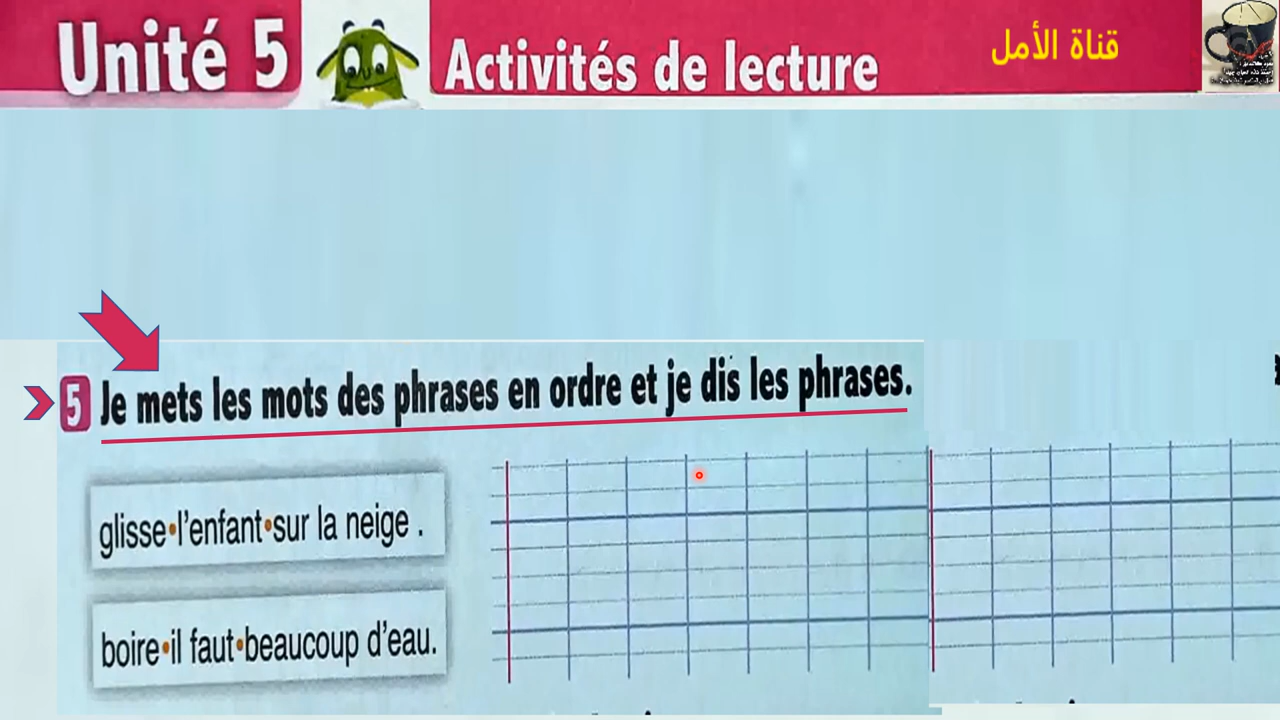 Unité 5
Activités de lecture
قناة الأمل
5 Je mets les mots des phrases en ordre et je dis les phrases.
glisse•l'enfant•sur la neige .
boire•il faut•beaucoup d'eau.